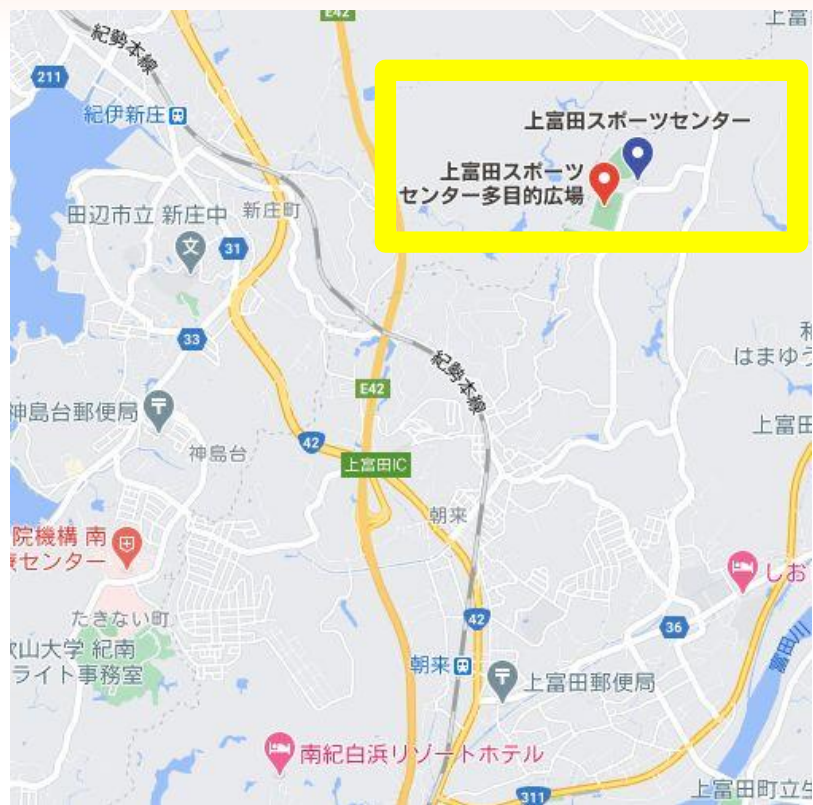 E42
上富
紀勢本線
211
紀伊新庄
上富田スポーツセンター
上富田スポーツ
センター多目的広場
田辺市立 新庄中
新庄町
文
31
33
和
はまゆう
紀勢本線
E42
神島台郵便局
上富田
42
神島台
上富田IC
朝来
院機構 南
療センター
しお
たきない町
42
36
歌山大学 紀南
ライト事務室
富田川
朝来
上富田郵便局
南紀白浜リゾートホテル
311
上富田町立生